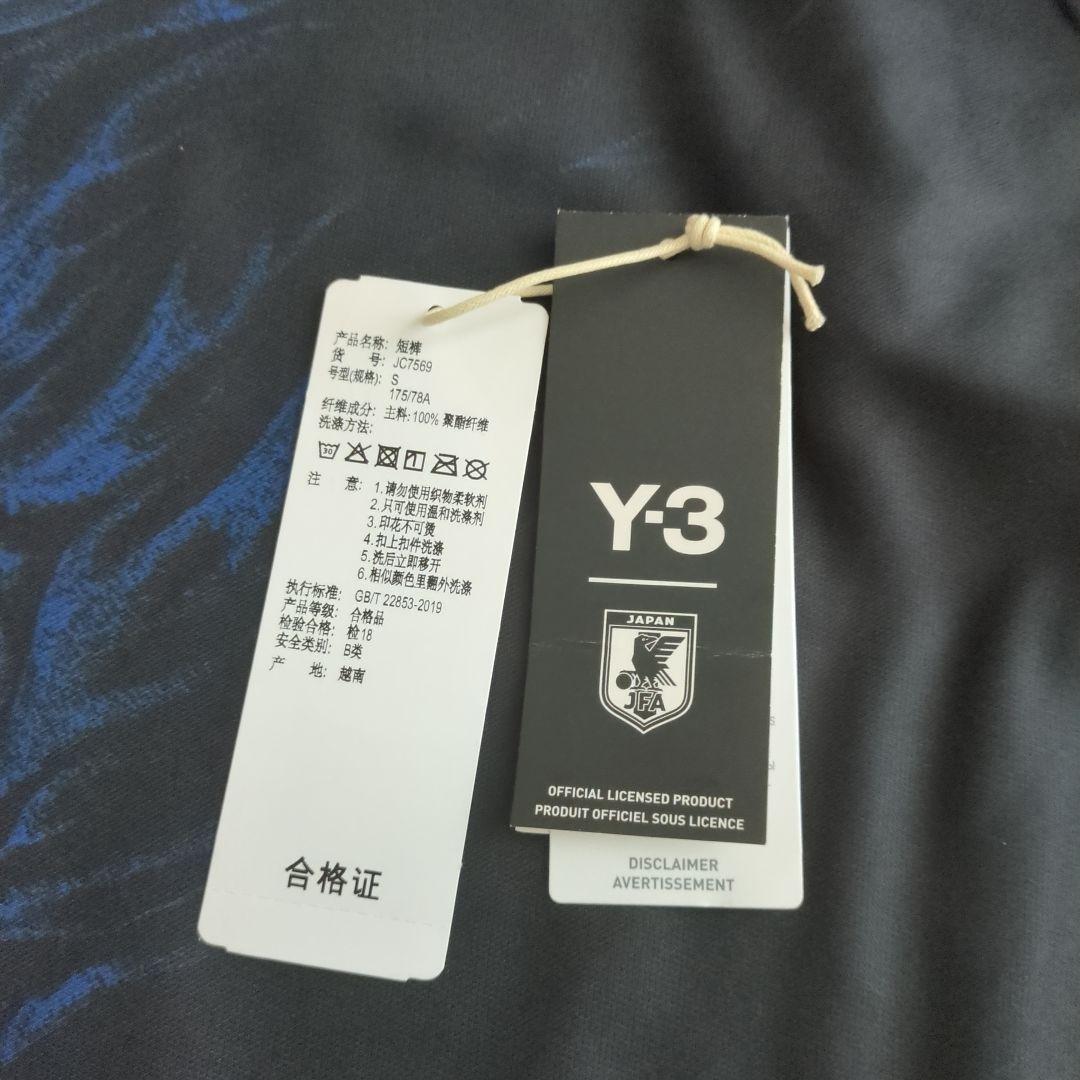 产品名称: 短裤
货 号: JC7569
号型(规格): S
175/78A
纤维成分: 主料: 100% 聚酯纤维
洗涤方法:
30
注 意: 1.请勿使用织物柔软剂
2.只可使用温和洗涤剂
3.印花不可烫
4.扣上扣件洗涤
5.洗后立即移开
6.相似颜色里翻外洗涤
执行标准: GB/T 22853-2019
产品等级: 合格品
检验合格: 检18
安全类别: B类
产 地: 越南
合格证
Y-3
JAPAN
JFA
OFFICIAL LICENSED PRODUCT
PRODUIT OFFICIEL SOUS LICENCE
DISCLAIMER
AVERTISSEMENT